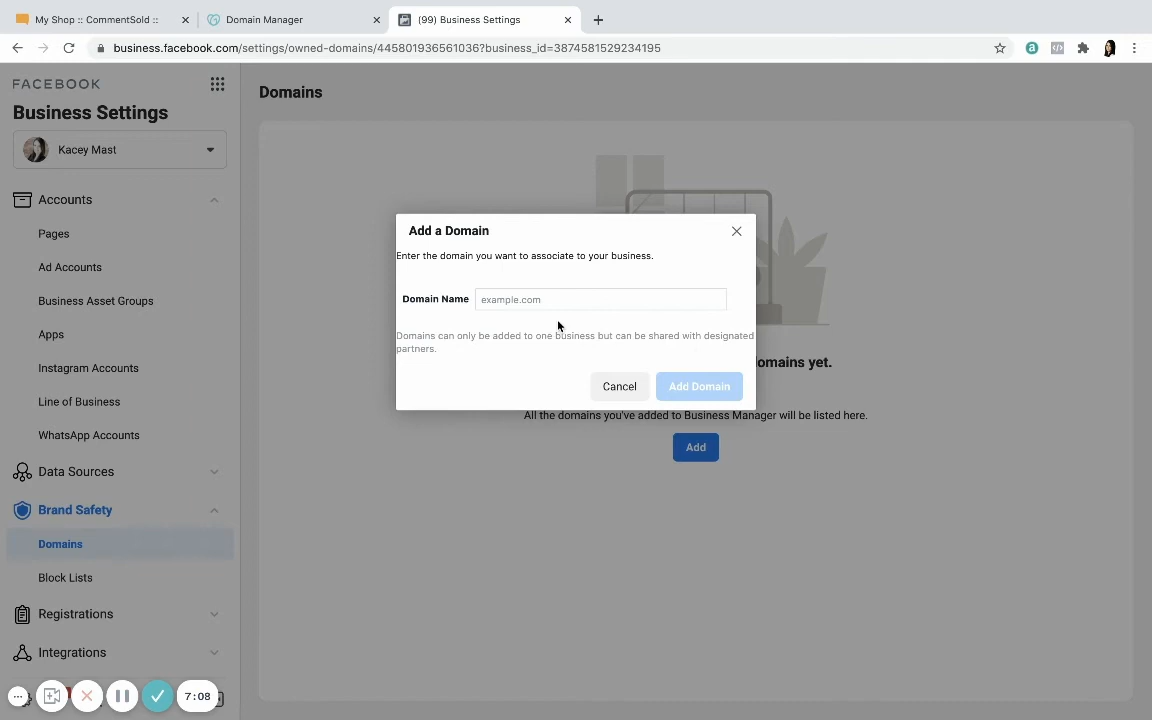 My Shop :: CommentSold ::
Domain Manager
(99) Business Settings
business.facebook.com/settings/owned-domains/445801936561036?business_id=3874581529234195
FACEBOOK
Business Settings
Kacey Mast
Accounts
Pages
Ad Accounts
Business Asset Groups
Apps
Instagram Accounts
Line of Business
WhatsApp Accounts
Data Sources
Brand Safety
Domains
Block Lists
Registrations
Integrations
7:08
Domains
Add a Domain
Enter the domain you want to associate to your business.
Domain Name
example.com
Domains can only be added to one business but can be shared with designated
partners.
Cancel
Add Domain
omains yet.
All the domains you've added to Business Manager will be listed here.
Add